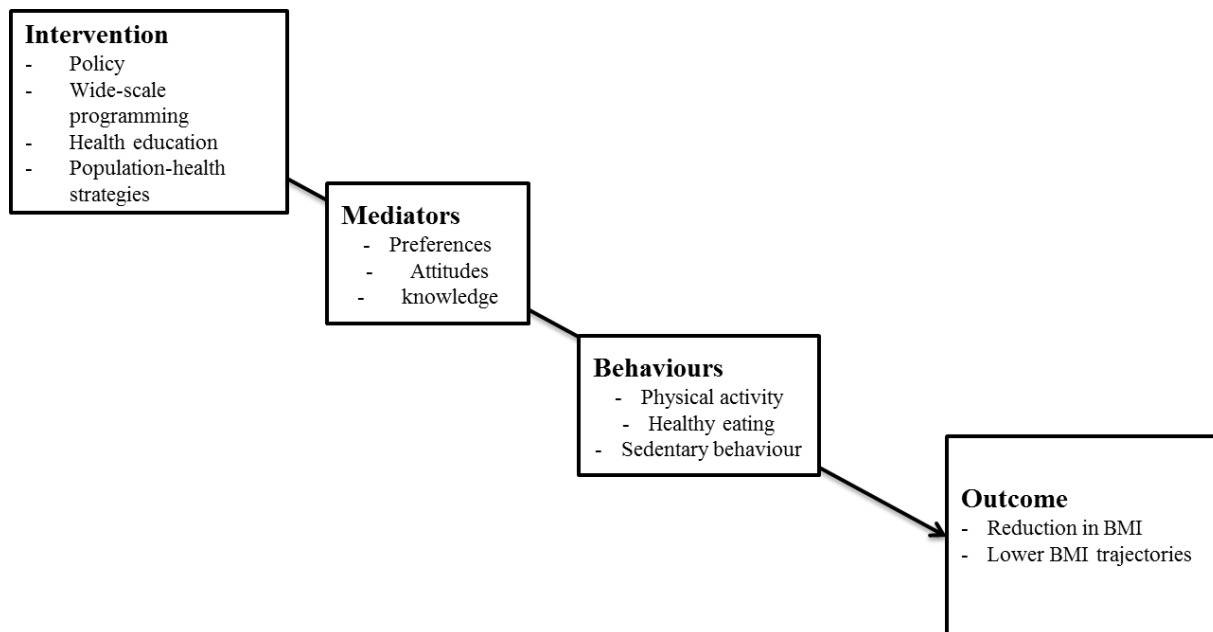 Intervention
- Policy
- Wide-scale
programming
- Health education
- Population-health
strategies
Mediators
- Preferences
- Attitudes
- knowledge
Behaviours
- Physical activity
- Healthy eating
- Sedentary behaviour
Outcome
- Reduction in BMI
- Lower BMI trajectories